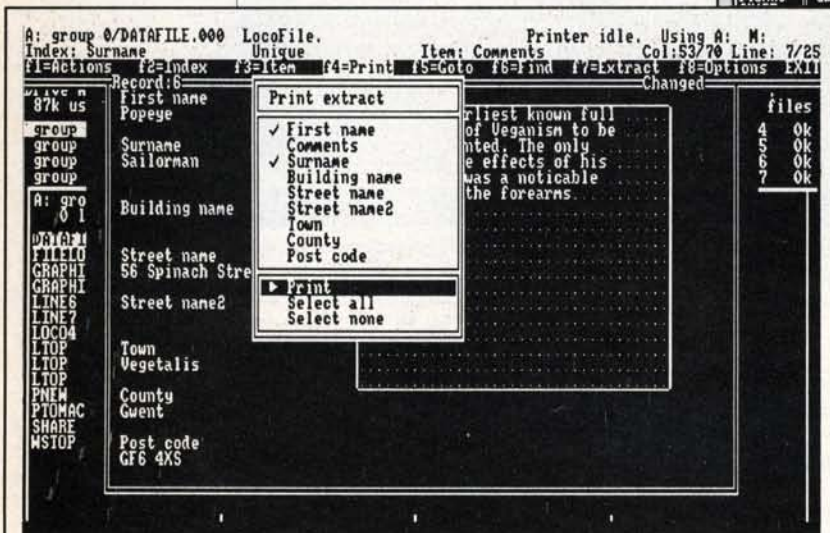 A: group 0/DATAFILE.000 LocoFile. Printer idle. Using A: M:
Index: Surname Unique Item: Comments Col:53/70 Line: 7/25
f1=Actions f2=Index f3=Item f4=Print f5=Goto f6=Find f7=Extract f8=Options EXIT
Record:6 Changed
87k us First name files
Popeye
group 4 Ok
group 5 Ok
group 6 Ok
group 7 Ok
Surname
Sailorman
Print extract
✓ First name
Comments
✓ Surname
Building name
Street name
Street name2
Town
County
Post code
► Print
Select all
Select none
rliest known full
of Veganism to be
nted. The only
e effects of his
was a noticable
the forearms.
A: gro
0 l
Building name
DATAFI
FILELO
GRAPHI
GRAPHI
LINE6
LINE7
LOCO4
LTOP
LTOP
LTOP
PNEW
PTOMAC
SHARE
WSTOP
Street name
56 Spinach Stre
Street name2
Town
Vegetalis
County
Gwent
Post code
GF6 4XS